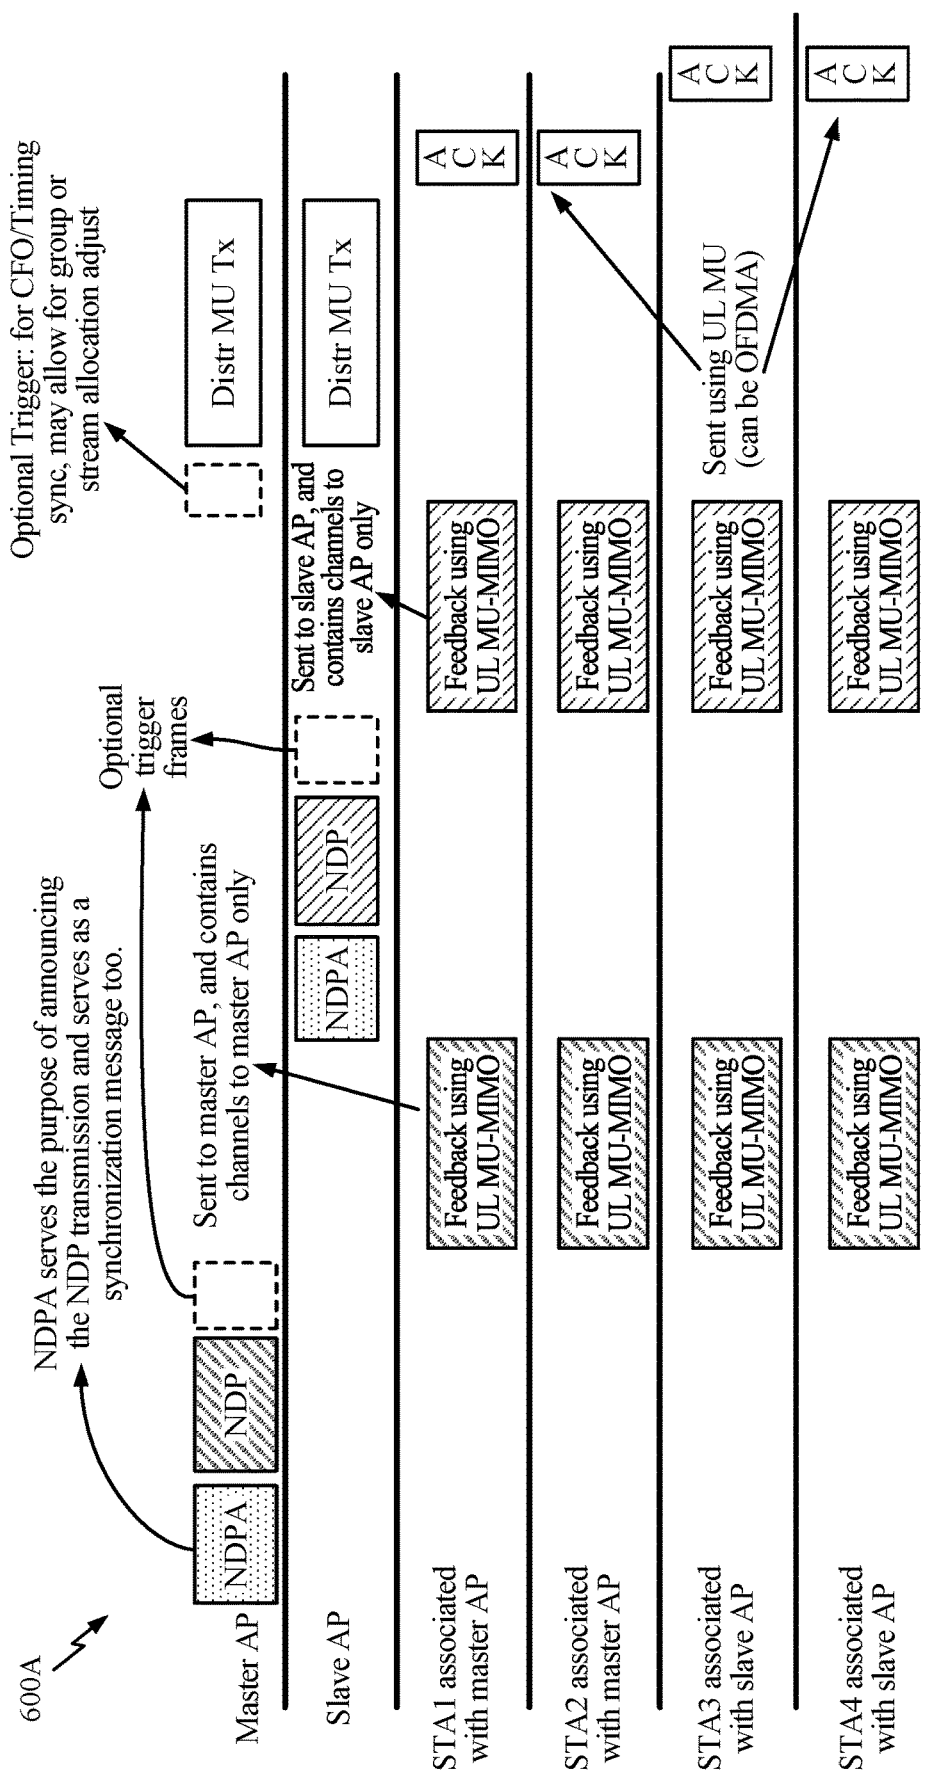 600A
NDPA serves the purpose of announcing
the NDP transmission and serves as a
synchronization message too.
Optional
trigger
frames
Optional Trigger: for CFO/Timing
sync, may allow for group or
stream allocation adjust
Master AP
NDPA
NDP
Sent to master AP, and contains
channels to master AP only
Distr MU Tx
Slave AP
NDPA
NDP
Sent to slave AP, and
contains channels to
slave AP only
Distr MU Tx
STA1 associated
with master AP
Feedback using
UL MU-MIMO
Feedback using
UL MU-MIMO
A
C
K
STA2 associated
with master AP
Feedback using
UL MU-MIMO
Feedback using
UL MU-MIMO
A
C
K
STA3 associated
with slave AP
Feedback using
UL MU-MIMO
Feedback using
UL MU-MIMO
Sent using UL MU
(can be OFDMA)
A
C
K
STA4 associated
with slave AP
Feedback using
UL MU-MIMO
Feedback using
UL MU-MIMO
A
C
K